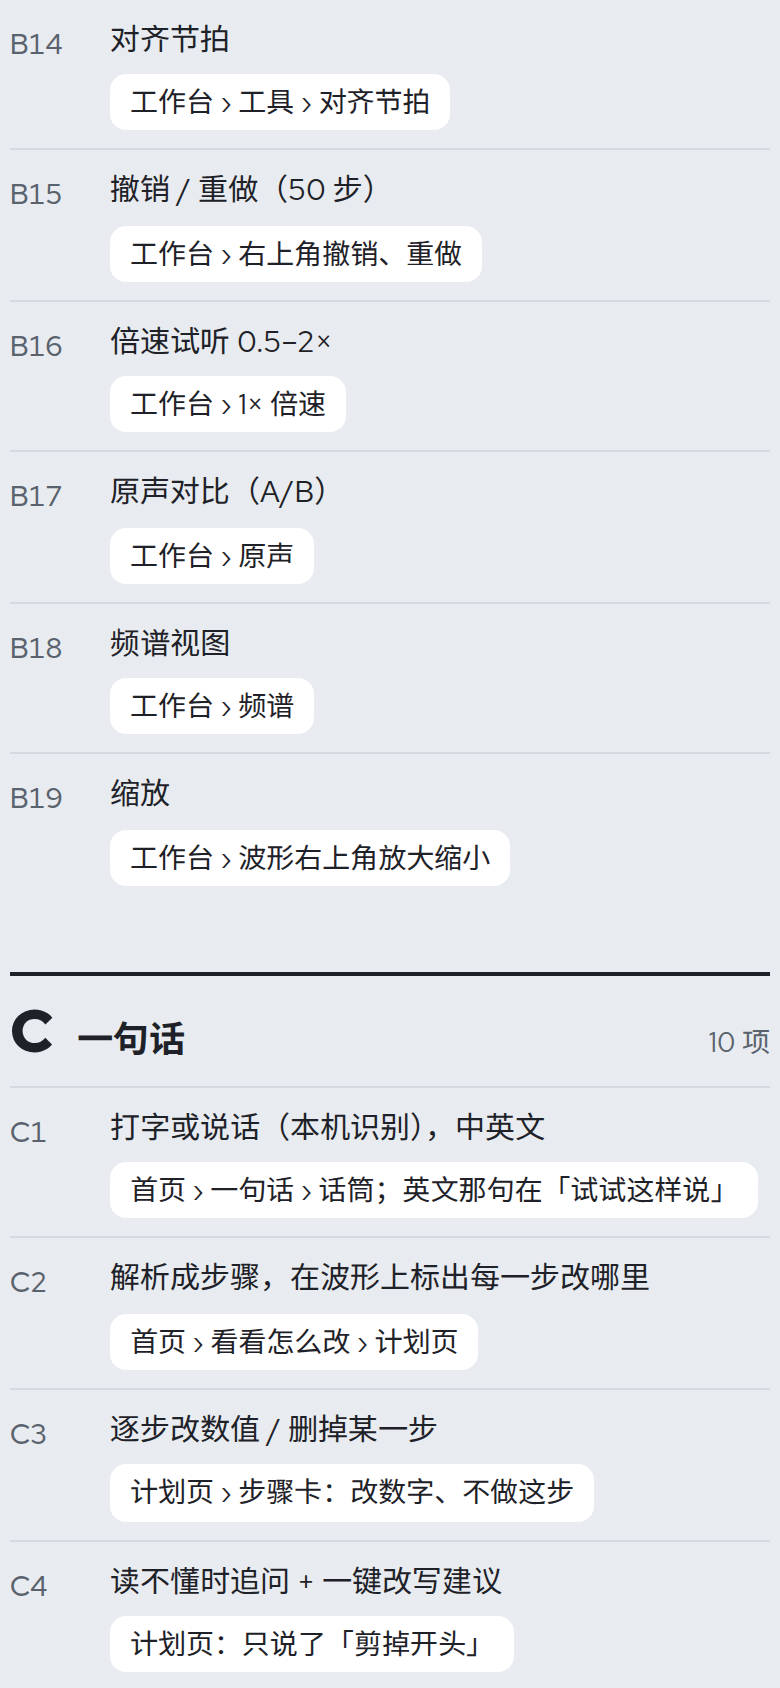 B14 对齐节拍
工作台 › 工具 › 对齐节拍
B15 撤销 / 重做（50 步）
工作台 › 右上角撤销、重做
B16 倍速试听 0.5–2×
工作台 › 1× 倍速
B17 原声对比（A/B）
工作台 › 原声
B18 频谱视图
工作台 › 频谱
B19 缩放
工作台 › 波形右上角放大缩小
C 一句话 10 项
C1 打字或说话（本机识别），中英文
首页 › 一句话 › 话筒；英文那句在「试试这样说」
C2 解析成步骤，在波形上标出每一步改哪里
首页 › 看看怎么改 › 计划页
C3 逐步改数值 / 删掉某一步
计划页 › 步骤卡：改数字、不做这步
C4 读不懂时追问 + 一键改写建议
计划页：只说了「剪掉开头」